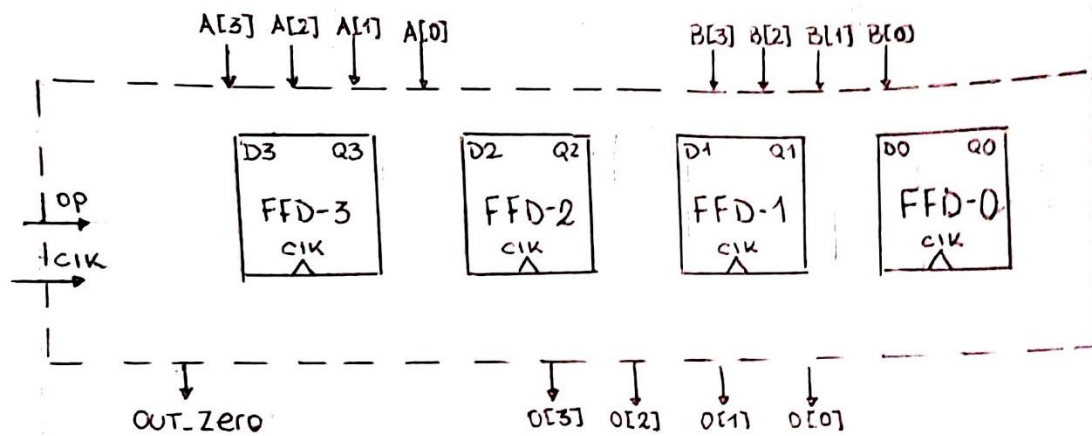 A[3] A[2] A[1] A[0] B[3] B[2] B[1] B[0]
D3 Q3 D2 Q2 D1 Q1 D0 Q0
OP FFD-3 FFD-2 FFD-1 FFD-0
CLK CLK CLK CLK
CLK
OUT_Zero O[3] O[2] O[1] O[0]